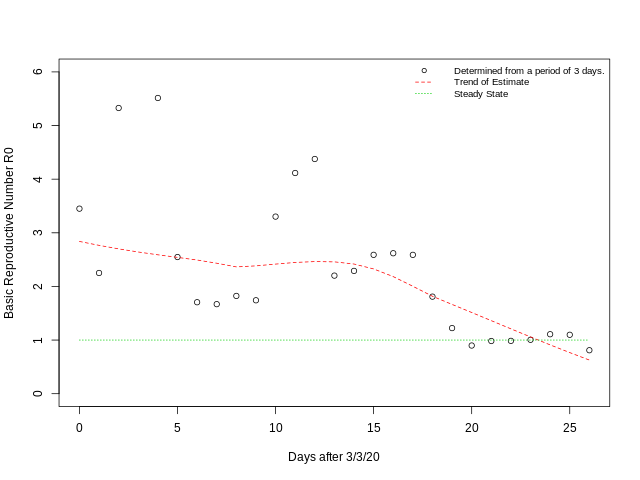 Determined from a period of 3 days.
Trend of Estimate
Steady State
Basic Reproductive Number R0
6
5
4
3
2
1
0
0 5 10 15 20 25
Days after 3/3/20